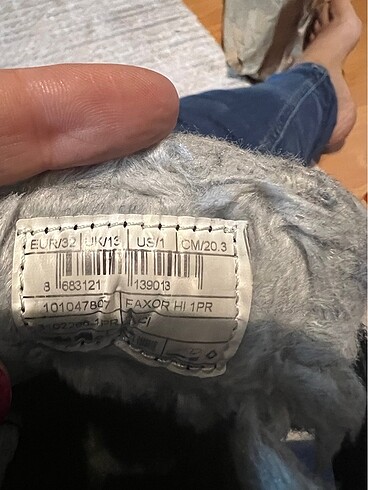 EUR/32 UK/13 US/1 CM/20.3
8 683121 139013
101047807 FAXOR HI 1PR